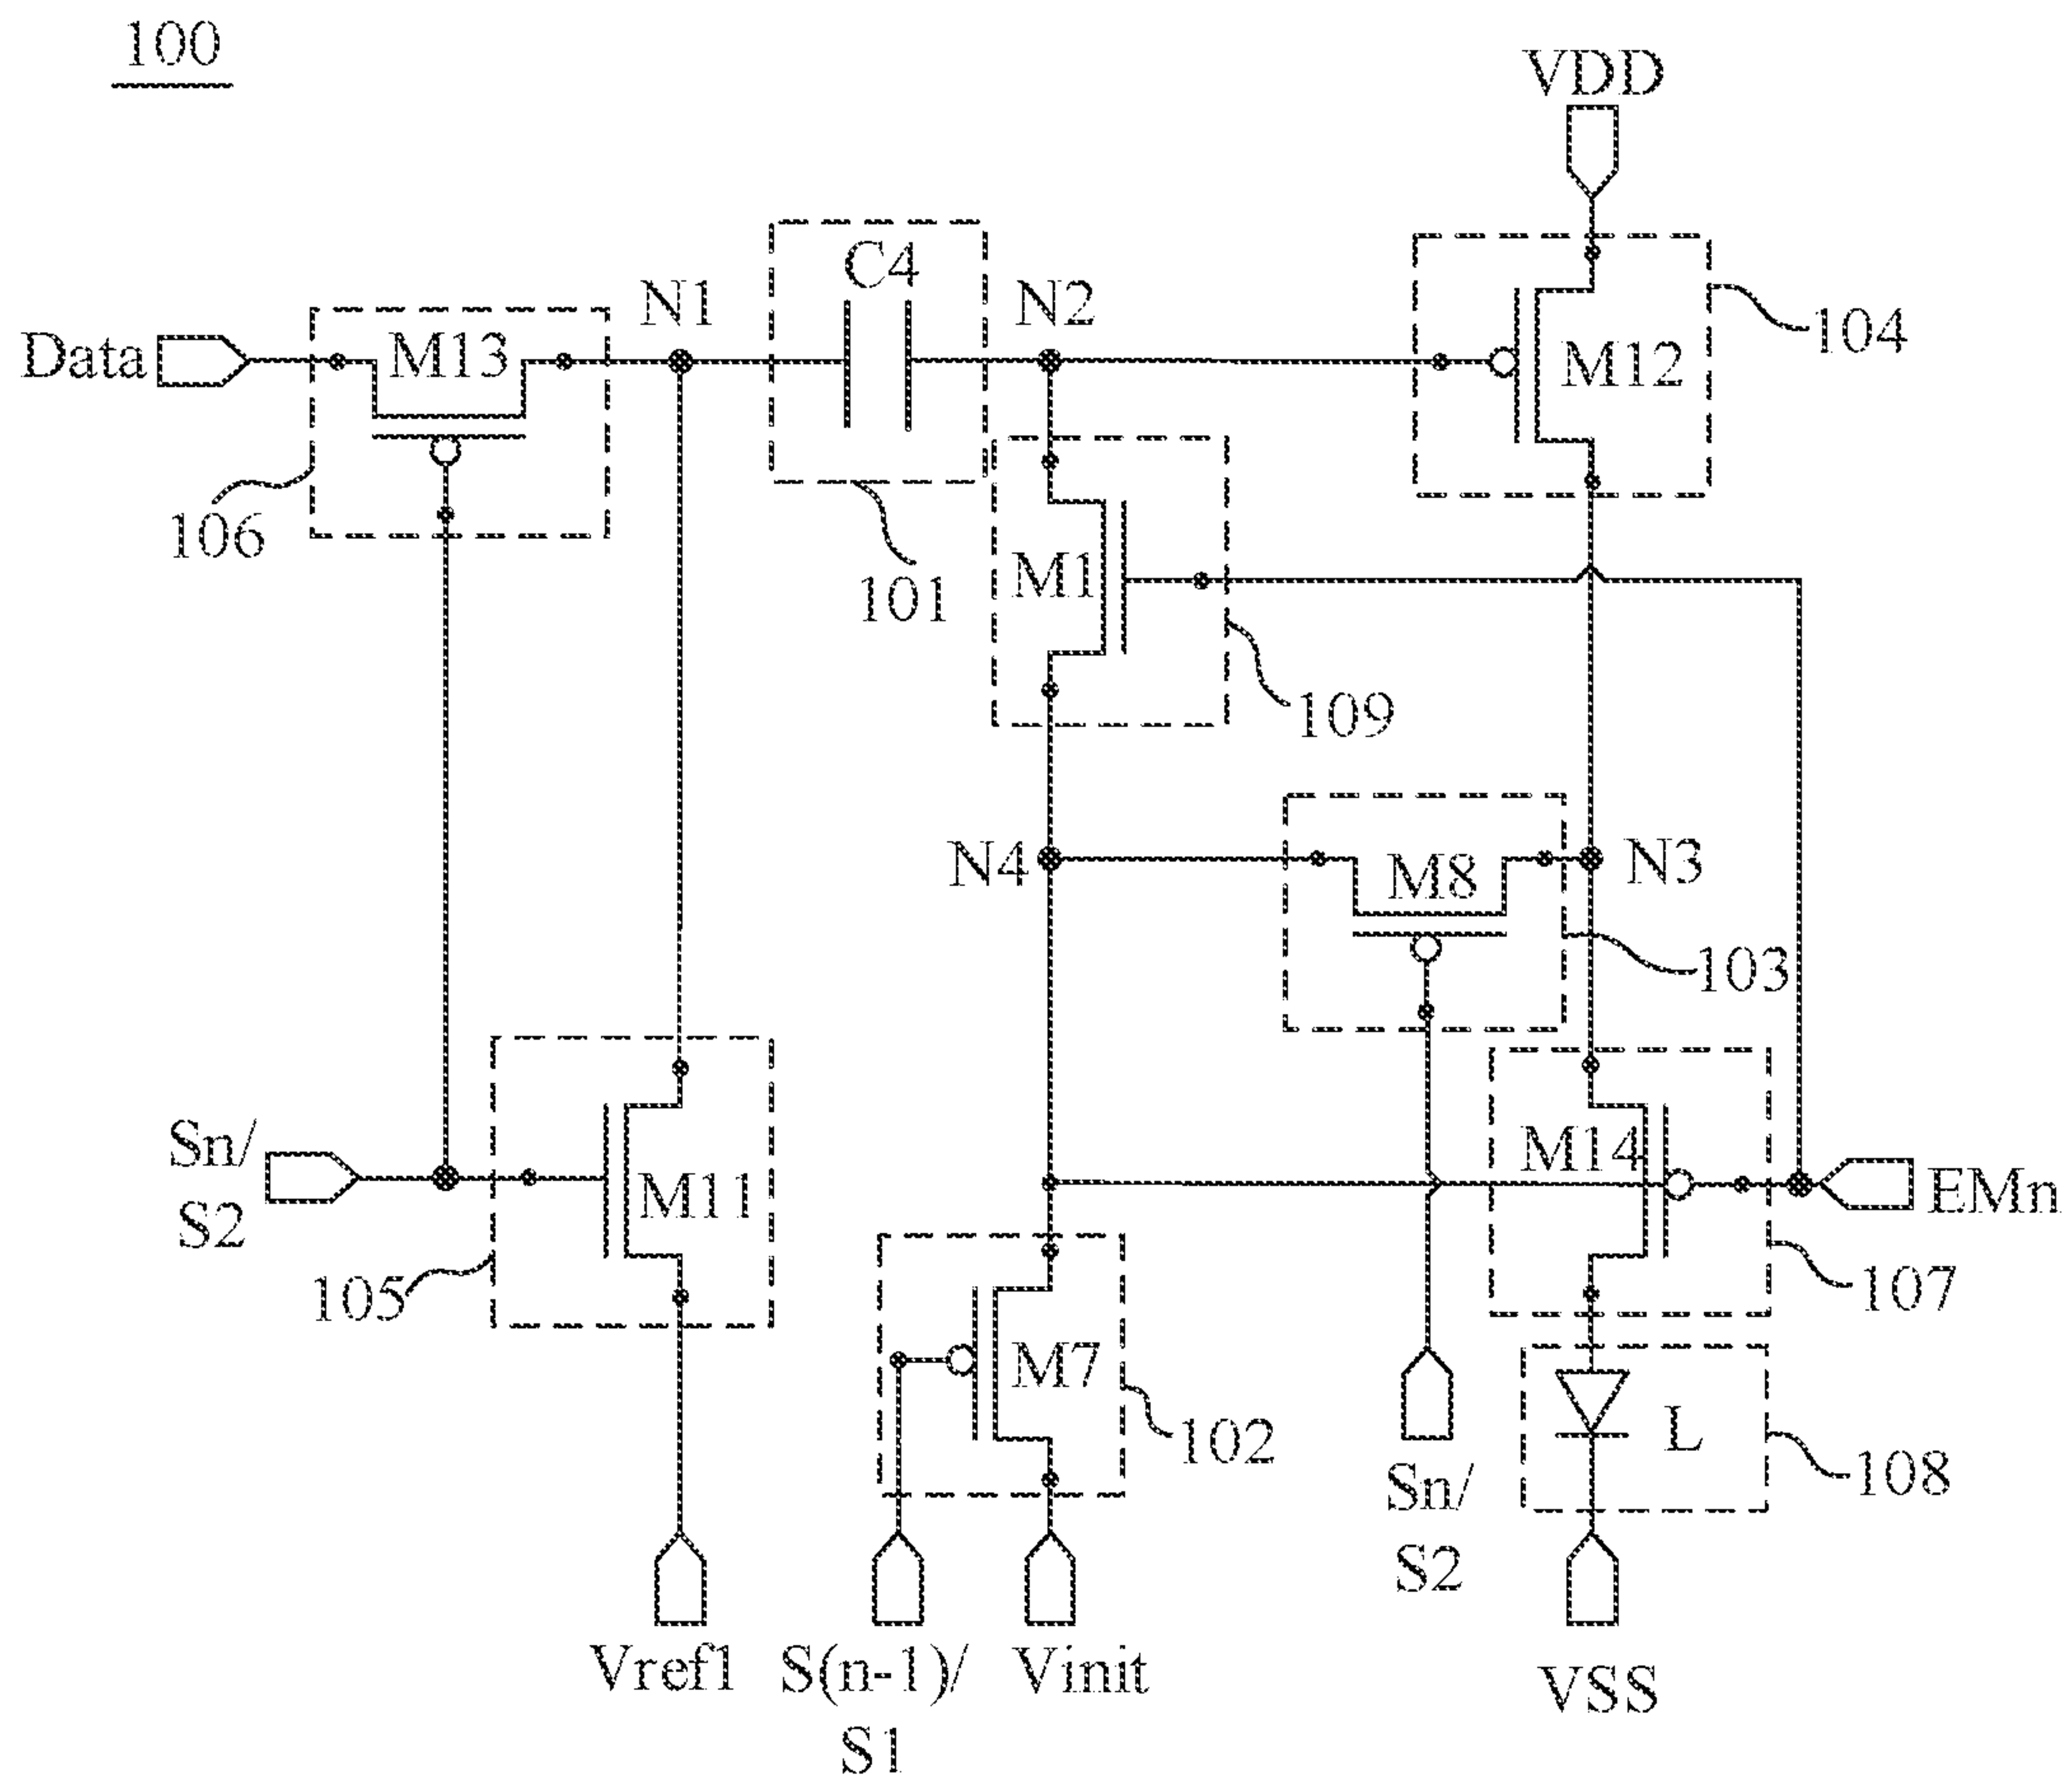 100
VDD
C4
N1
N2
104
Data
M13
M12
106
101
M1
109
N4
M8
N3
103
Sn/
S2
M11
M14
EMn
105
107
M7
102
L
108
Sn/
S2
Vref1
S(n-1)/
S1
Vinit
VSS